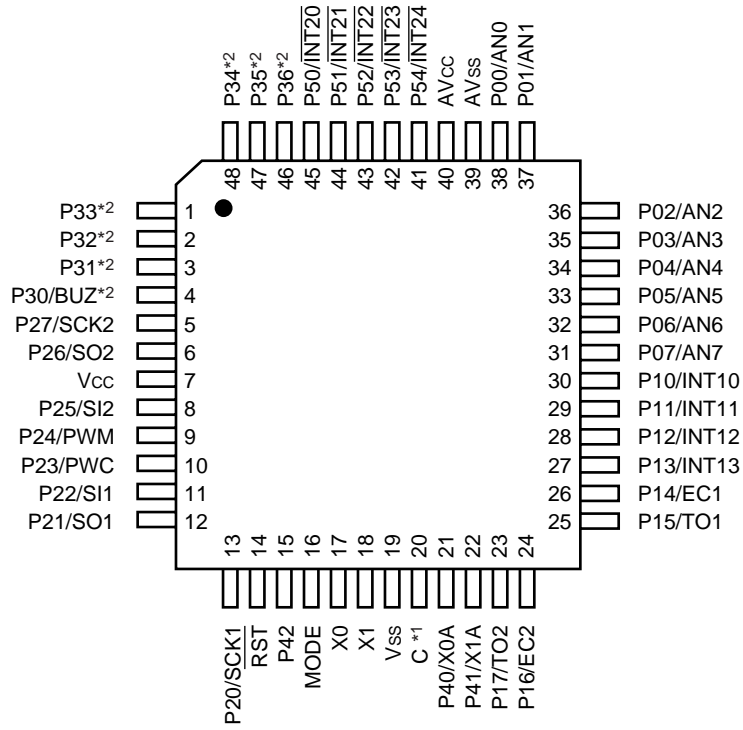 P34*2
P35*2
P36*2
P50/INT20
P51/INT21
P52/INT22
P53/INT23
P54/INT24
AVCC
AVSS
P00/AN0
P01/AN1
48 47 46 45 44 43 42 41 40 39 38 37
P33*2 1
P32*2 2
P31*2 3
P30/BUZ*2 4
P27/SCK2 5
P26/SO2 6
VCC 7
P25/SI2 8
P24/PWM 9
P23/PWC 10
P22/SI1 11
P21/SO1 12
36 P02/AN2
35 P03/AN3
34 P04/AN4
33 P05/AN5
32 P06/AN6
31 P07/AN7
30 P10/INT10
29 P11/INT11
28 P12/INT12
27 P13/INT13
26 P14/EC1
25 P15/TO1
13 14 15 16 17 18 19 20 21 22 23 24
P20/SCK1
RST
P42
MODE
X0
X1
VSS
C *1
P40/X0A
P41/X1A
P17/TO2
P16/EC2